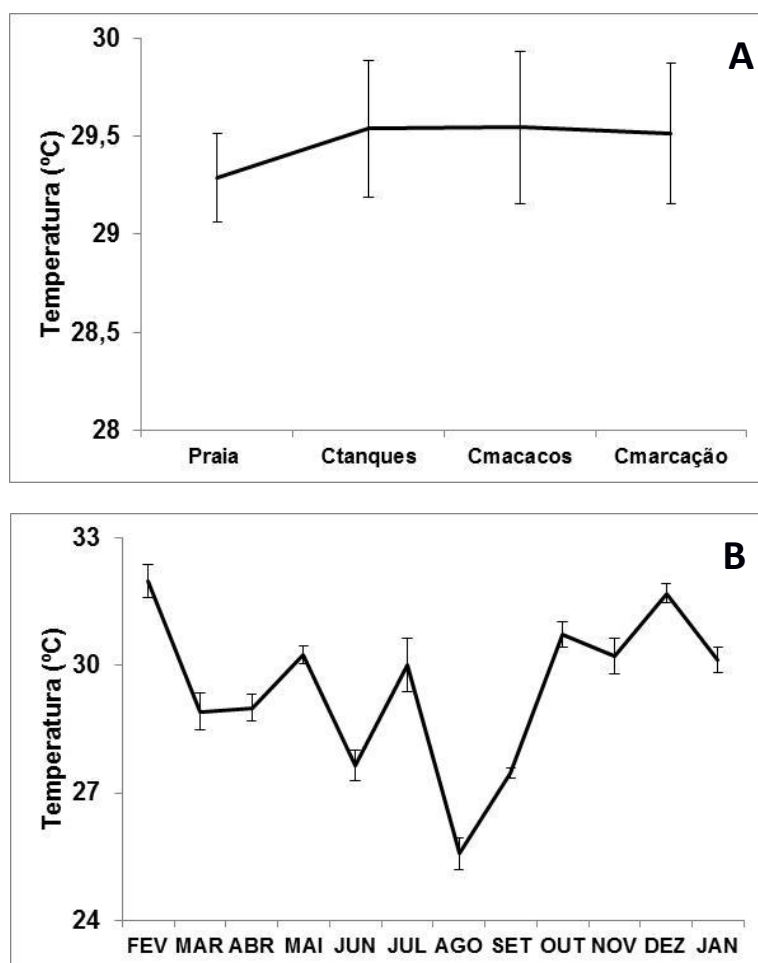 A
Temperatura (ºC)
30
29,5
29
28,5
28
Praia Ctanques Cmacacos Cmarcação
B
Temperatura (ºC)
33
30
27
24
FEV MAR ABR MAI JUN JUL AGO SET OUT NOV DEZ JAN